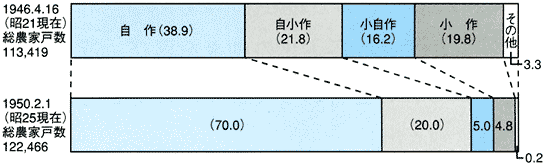 1946.4.16
(昭21現在)
総農家戸数
113,419
自 作(38.9)
自小作
(21.8)
小自作
(16.2)
小 作
(19.8)
その他
3.3
1950.2.1
(昭25現在)
総農家戸数
122,466
(70.0)
(20.0)
5.0
4.8
0.2